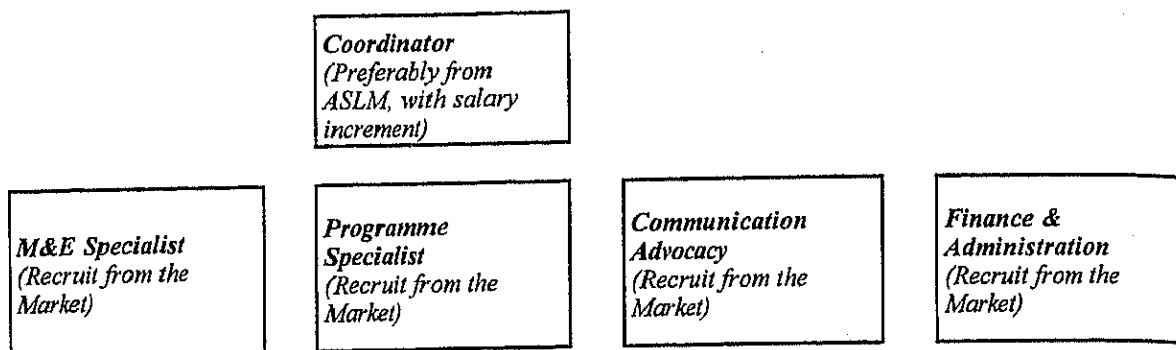 Coordinator
(Preferably from
ASLM, with salary
increment)
M&E Specialist
(Recruit from the
Market)
Programme
Specialist
(Recruit from the
Market)
Communication
Advocacy
(Recruit from the
Market)
Finance &
Administration
(Recruit from the
Market)